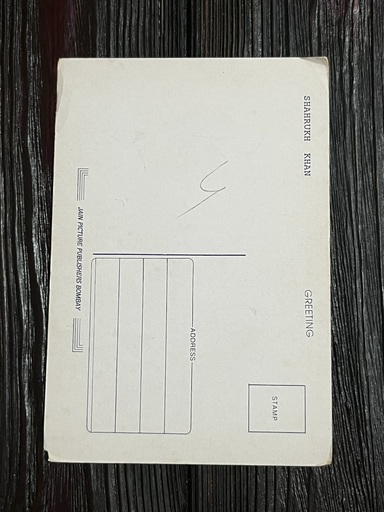 SHAHRUKH KHAN
GREETING
STAMP
ADDRESS
JAIN PICTURE PUBLISHERS BOMBAY